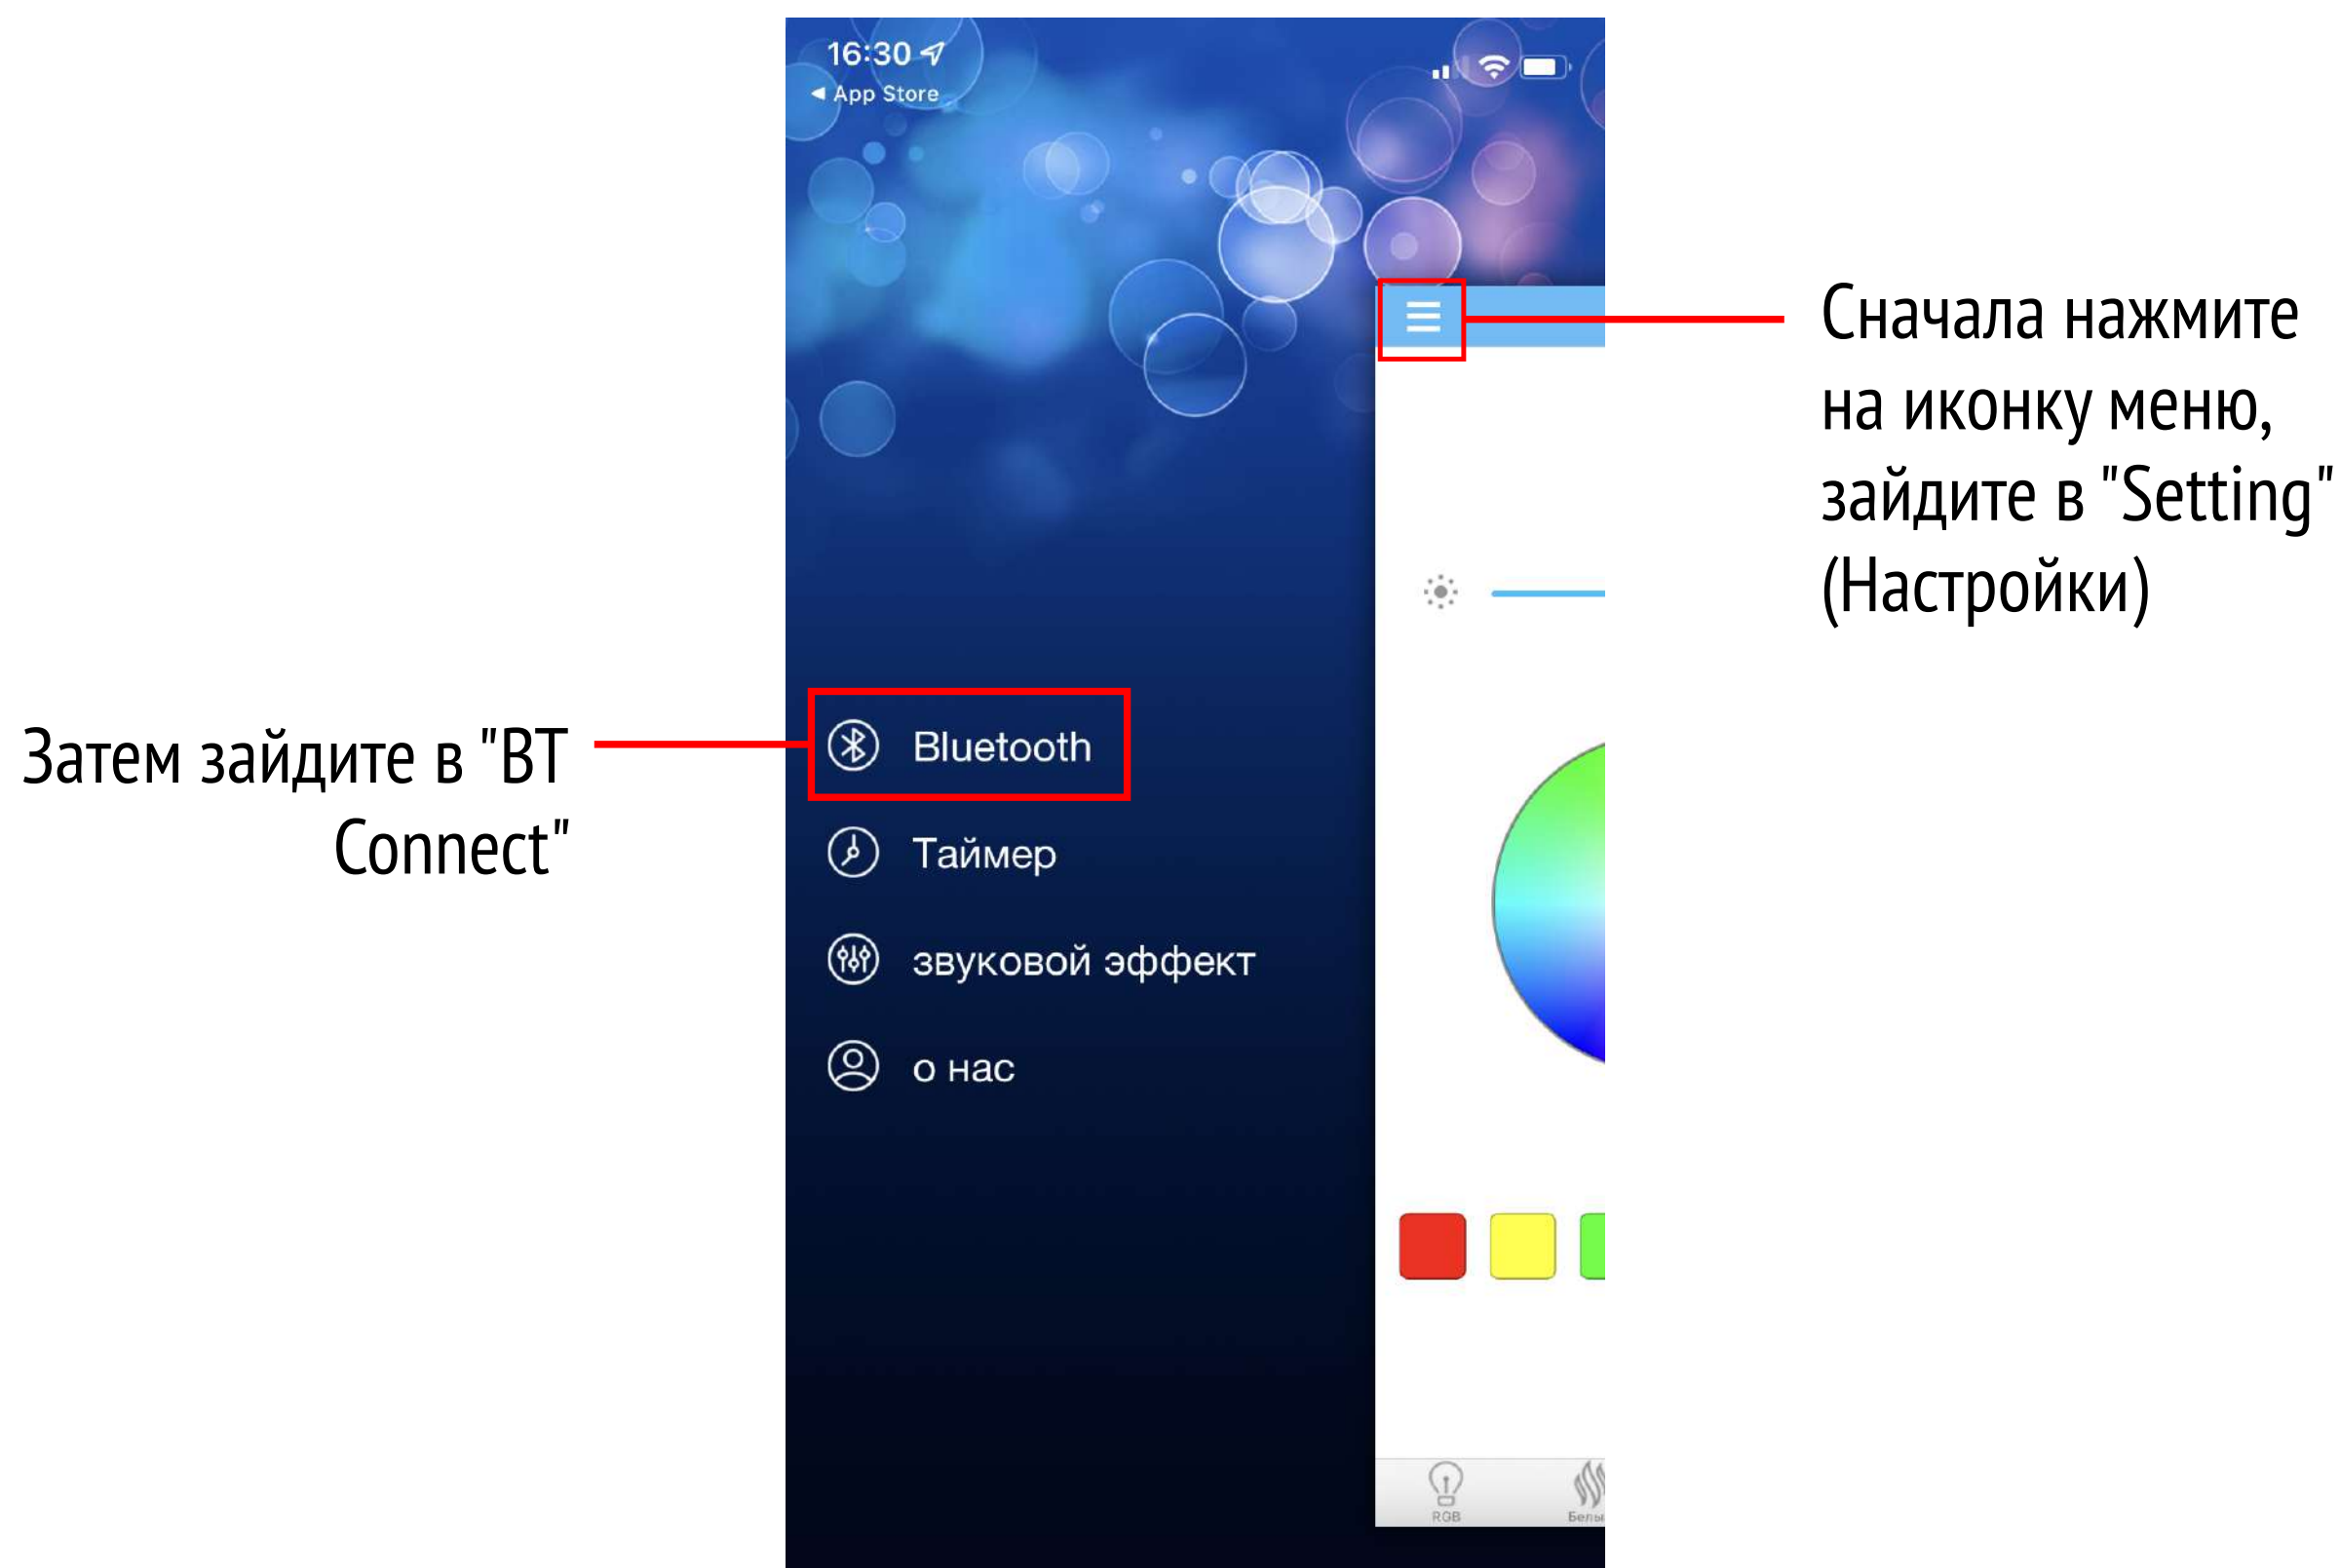 16:30
App Store
Сначала нажмите
на иконку меню,
зайдите в "Setting"
(Настройки)
Затем зайдите в "BT
Connect"
Bluetooth
Таймер
звуковой эффект
о нас
RGB
Белы